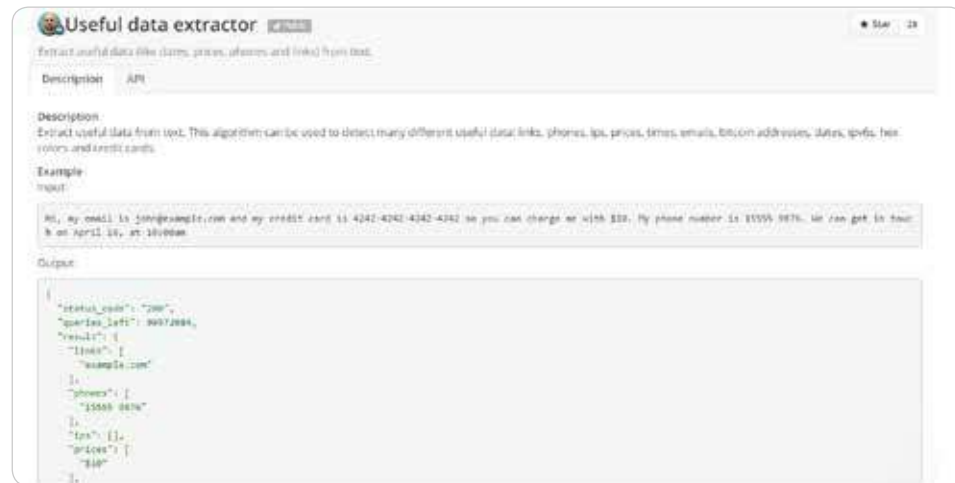 Useful data extractor
Star
Extract useful data (like dates, prices, phones and links) from text.
Description API
Description
Extract useful data from text. This algorithm can be used to detect many different useful data: links, phones, ips, prices, times, emails, bitcoin addresses, dates, ipv6s, hex
colors and credit cards.
Example
Input:
Hi, my email is john@example.com and my credit card is 4242-4242-4242-4242 so you can charge me with $10. My phone number is 15555 9876. We can get in touc
h on April 16, at 10:00am
Output:
{
"status_code": "200",
"queries_left":
"result": {
"links": [
"example.com"
],
"phones": [
"15555 9876"
],
"ips": [],
"prices": [
"$10"
],